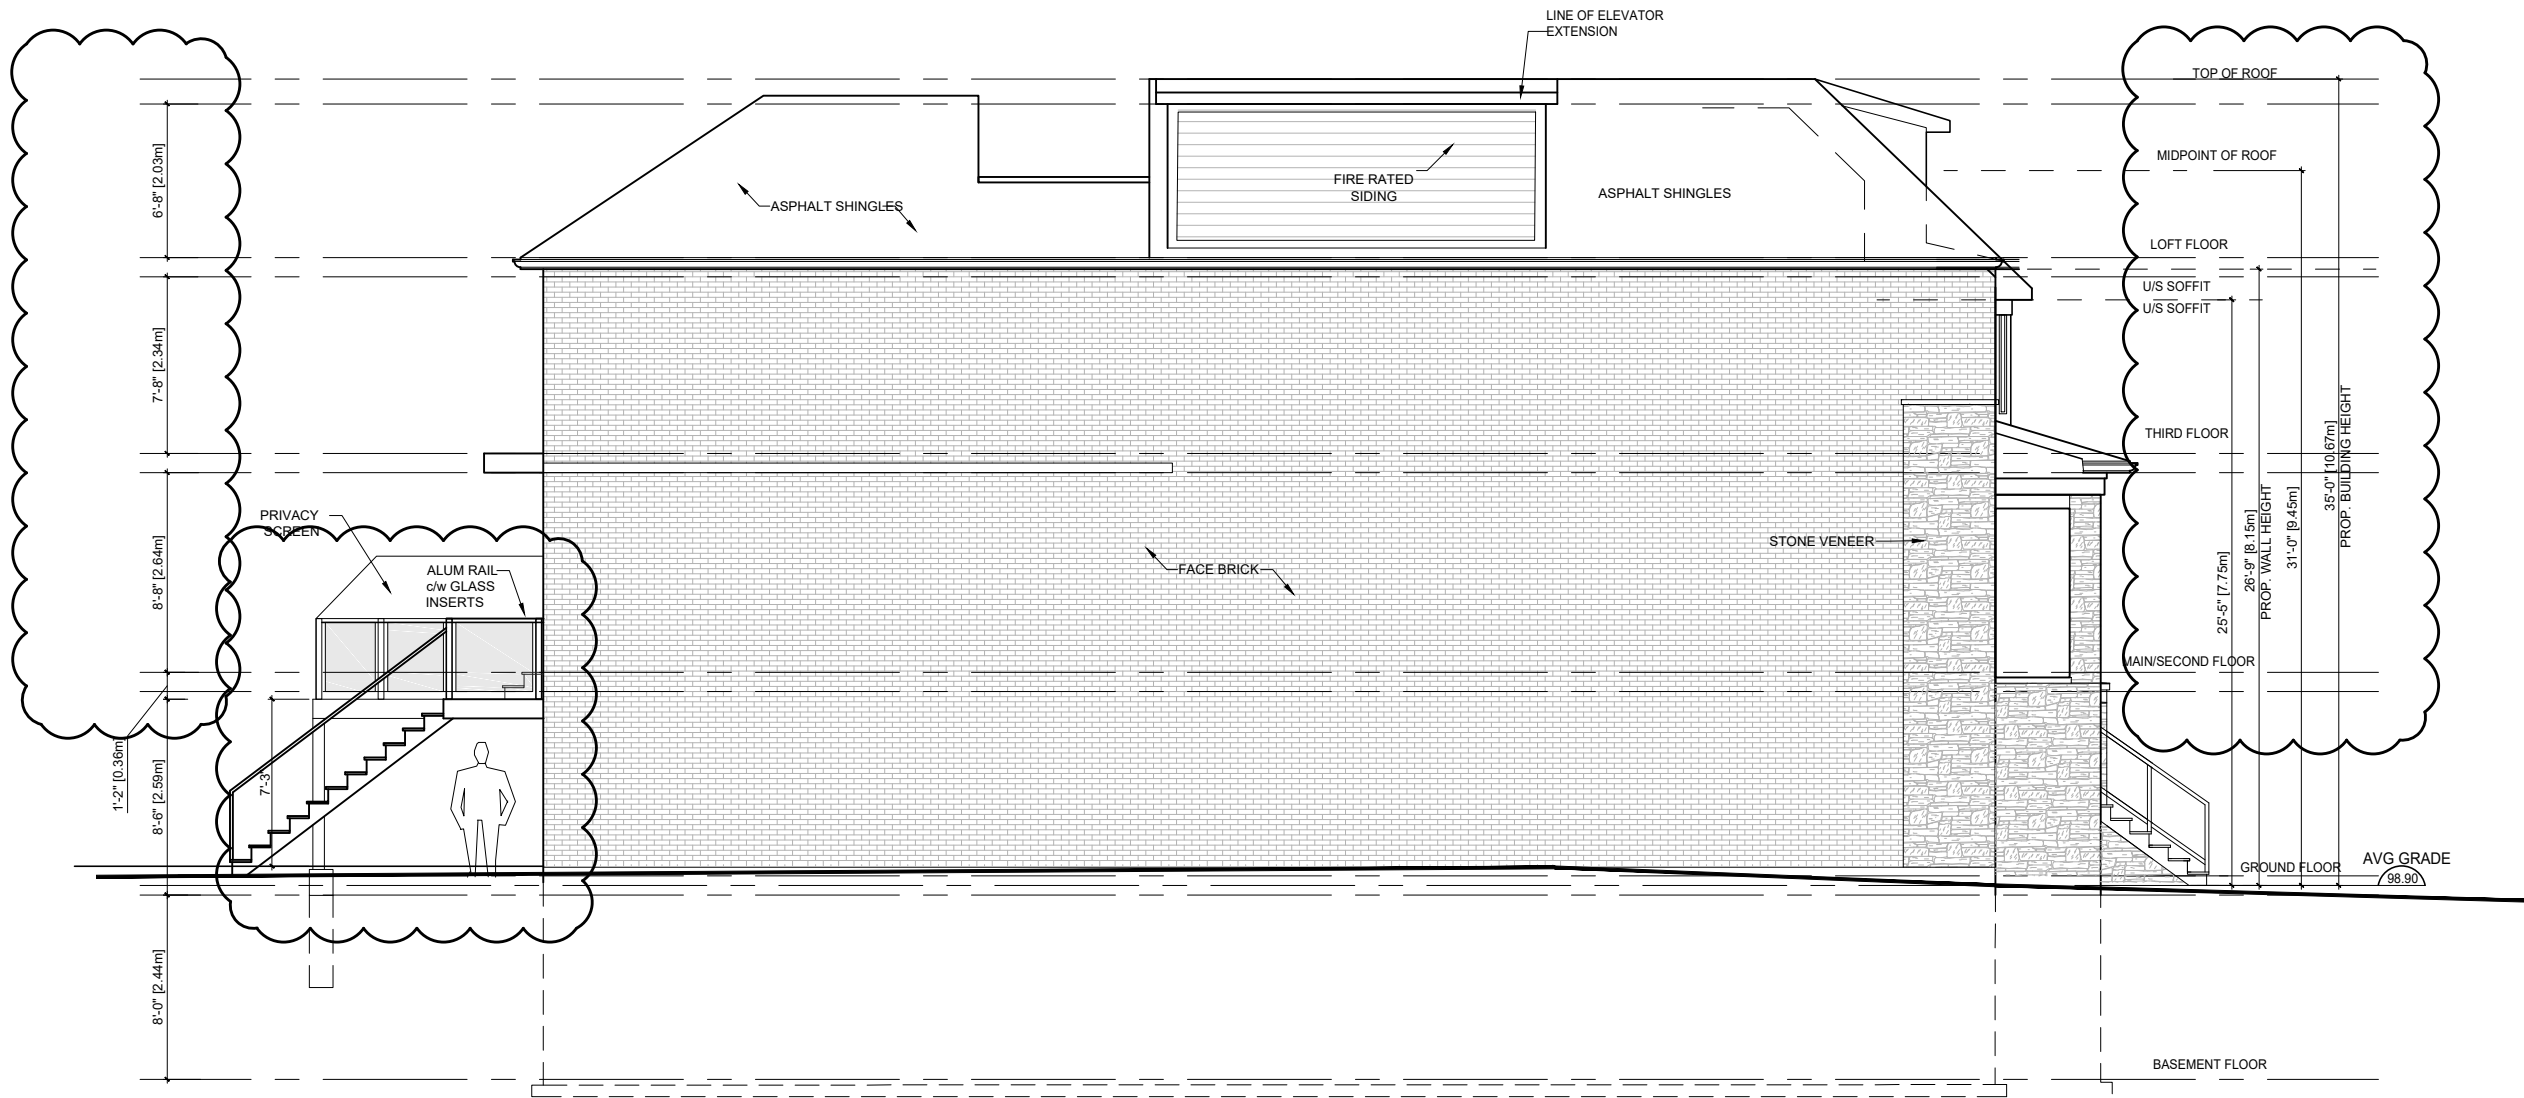 LINE OF ELEVATOR
EXTENSION
TOP OF ROOF
MIDPOINT OF ROOF
6'-8" [2.03m]
FIRE RATED
SIDING
ASPHALT SHINGLES
ASPHALT SHINGLES
LOFT FLOOR
U/S SOFFIT
U/S SOFFIT
7'-8" [2.34m]
THIRD FLOOR
35'-0" [10.67m]
PROP. BUILDING HEIGHT
31'-0" [9.45m]
26'-9" [8.15m]
PROP. WALL HEIGHT
25'-5" [7.75m]
PRIVACY
SCREEN
8'-8" [2.64m]
ALUM RAIL
c/w GLASS
INSERTS
FACE BRICK
STONE VENEER
MAIN/SECOND FLOOR
1'-2" [0.36m]
8'-6" [2.59m]
7'-3"
GROUND FLOOR
AVG GRADE
98.90
8'-0" [2.44m]
BASEMENT FLOOR